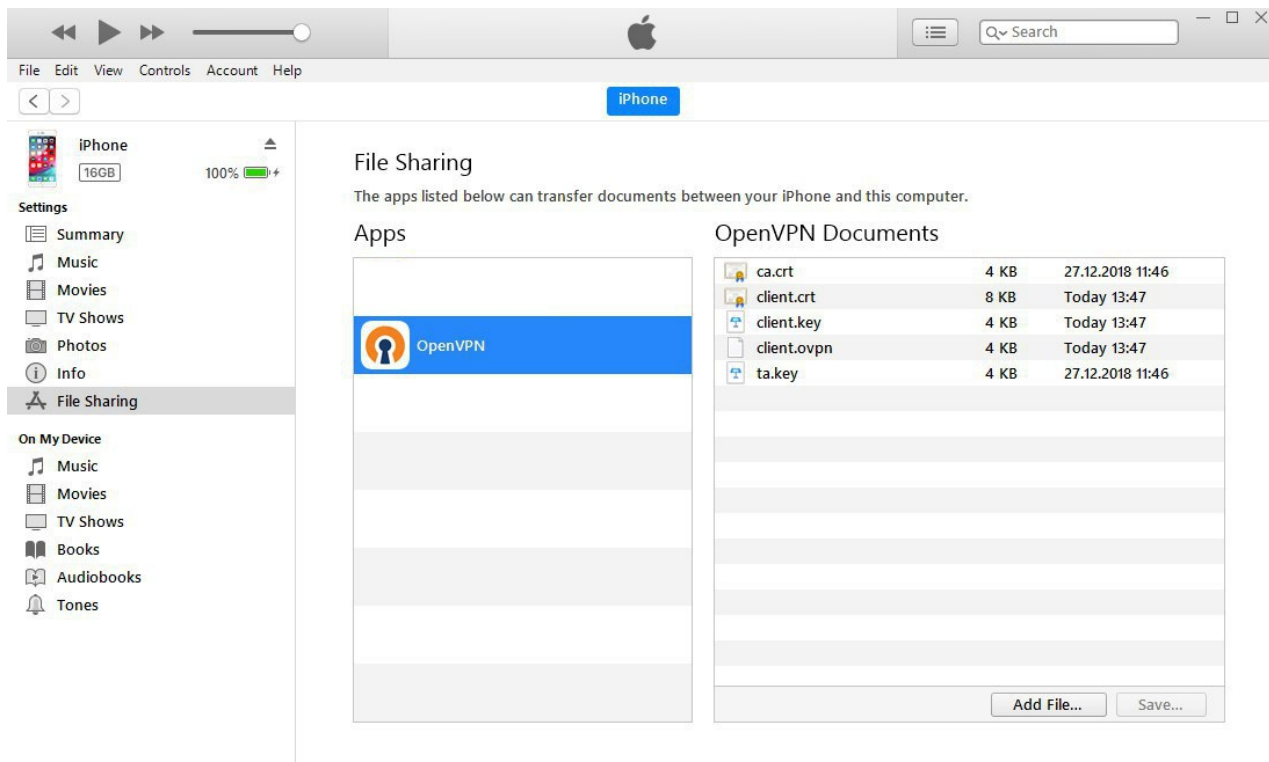 Search
File Edit View Controls Account Help
iPhone
iPhone
16GB 100%
Settings
Summary
Music
Movies
TV Shows
Photos
Info
File Sharing
On My Device
Music
Movies
TV Shows
Books
Audiobooks
Tones
File Sharing
The apps listed below can transfer documents between your iPhone and this computer.
Apps
OpenVPN
OpenVPN Documents
ca.crt 4 KB 27.12.2018 11:46
client.crt 8 KB Today 13:47
client.key 4 KB Today 13:47
client.ovpn 4 KB Today 13:47
ta.key 4 KB 27.12.2018 11:46
Add File... Save...